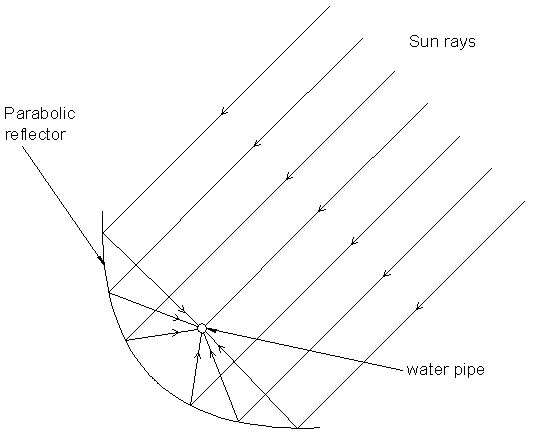 Sun rays
Parabolic
reflector
water pipe